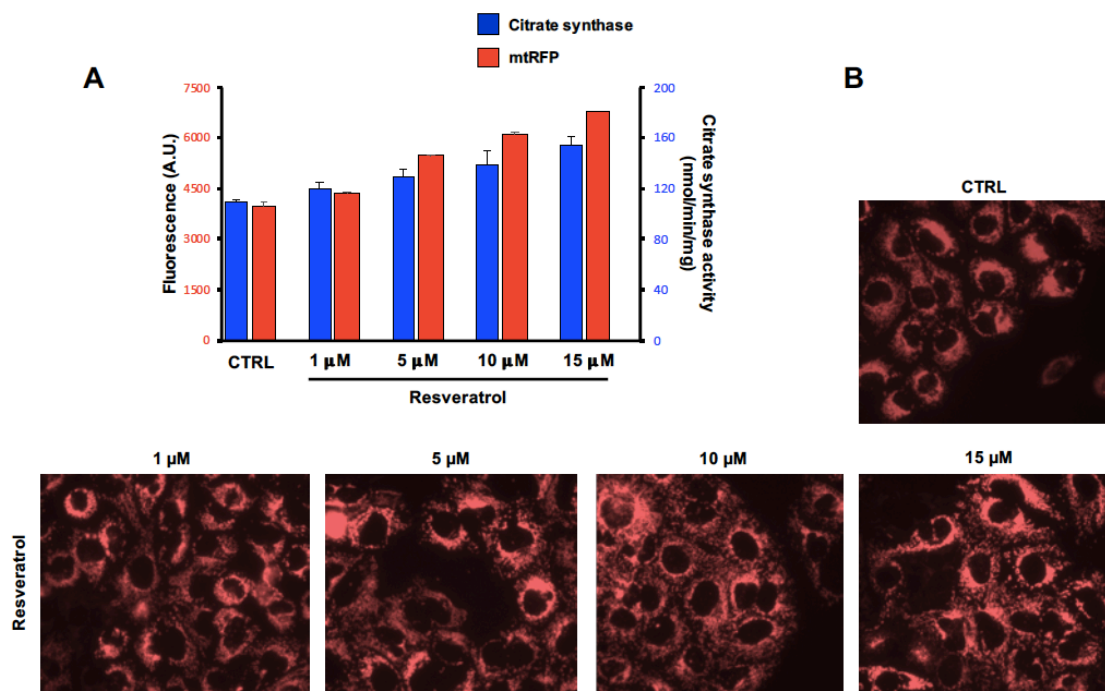 Citrate synthase
mtRFP
A
B
7500
6000
4500
3000
1500
0
Fluorescence (A.U.)
200
160
120
80
40
0
Citrate synthase activity
(nmol/min/mg)
CTRL
1 μM
5 μM
10 μM
15 μM
Resveratrol
CTRL
1 μM
5 μM
10 μM
15 μM
Resveratrol